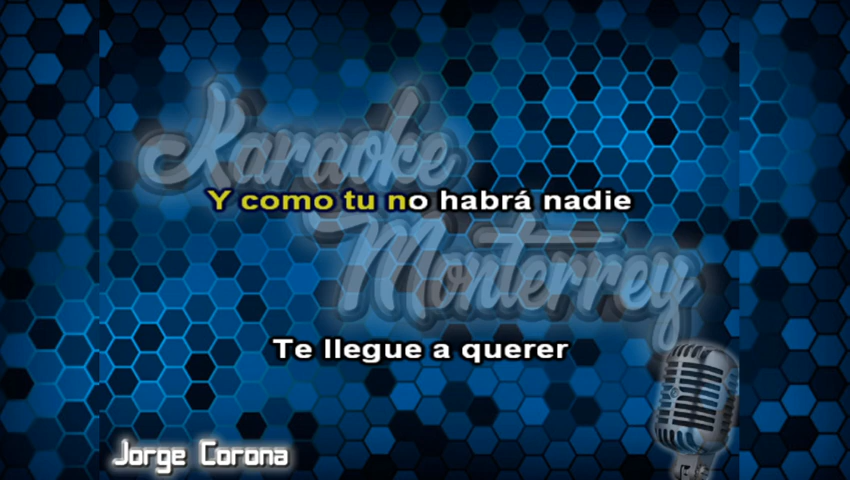 Karaoke
Y como tu no habrá nadie
Monterrey
Te llegue a querer
Jorge Corona